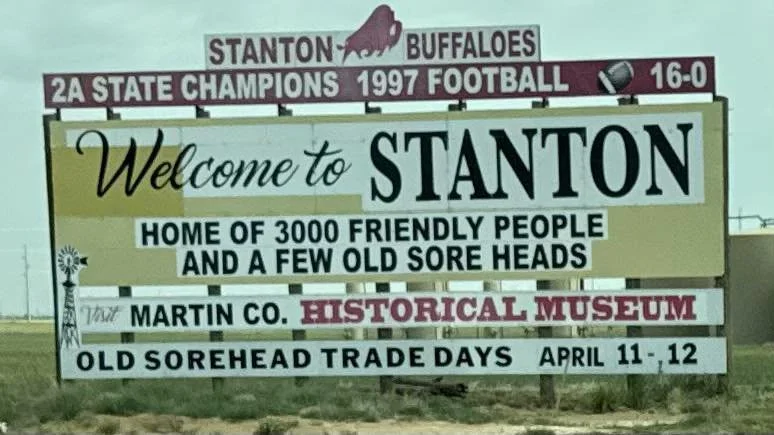 STANTON BUFFALOES
2A STATE CHAMPIONS 1997 FOOTBALL 16-0
Welcome to STANTON
HOME OF 3000 FRIENDLY PEOPLE
AND A FEW OLD SORE HEADS
Visit MARTIN CO. HISTORICAL MUSEUM
OLD SOREHEAD TRADE DAYS APRIL 11-, 12